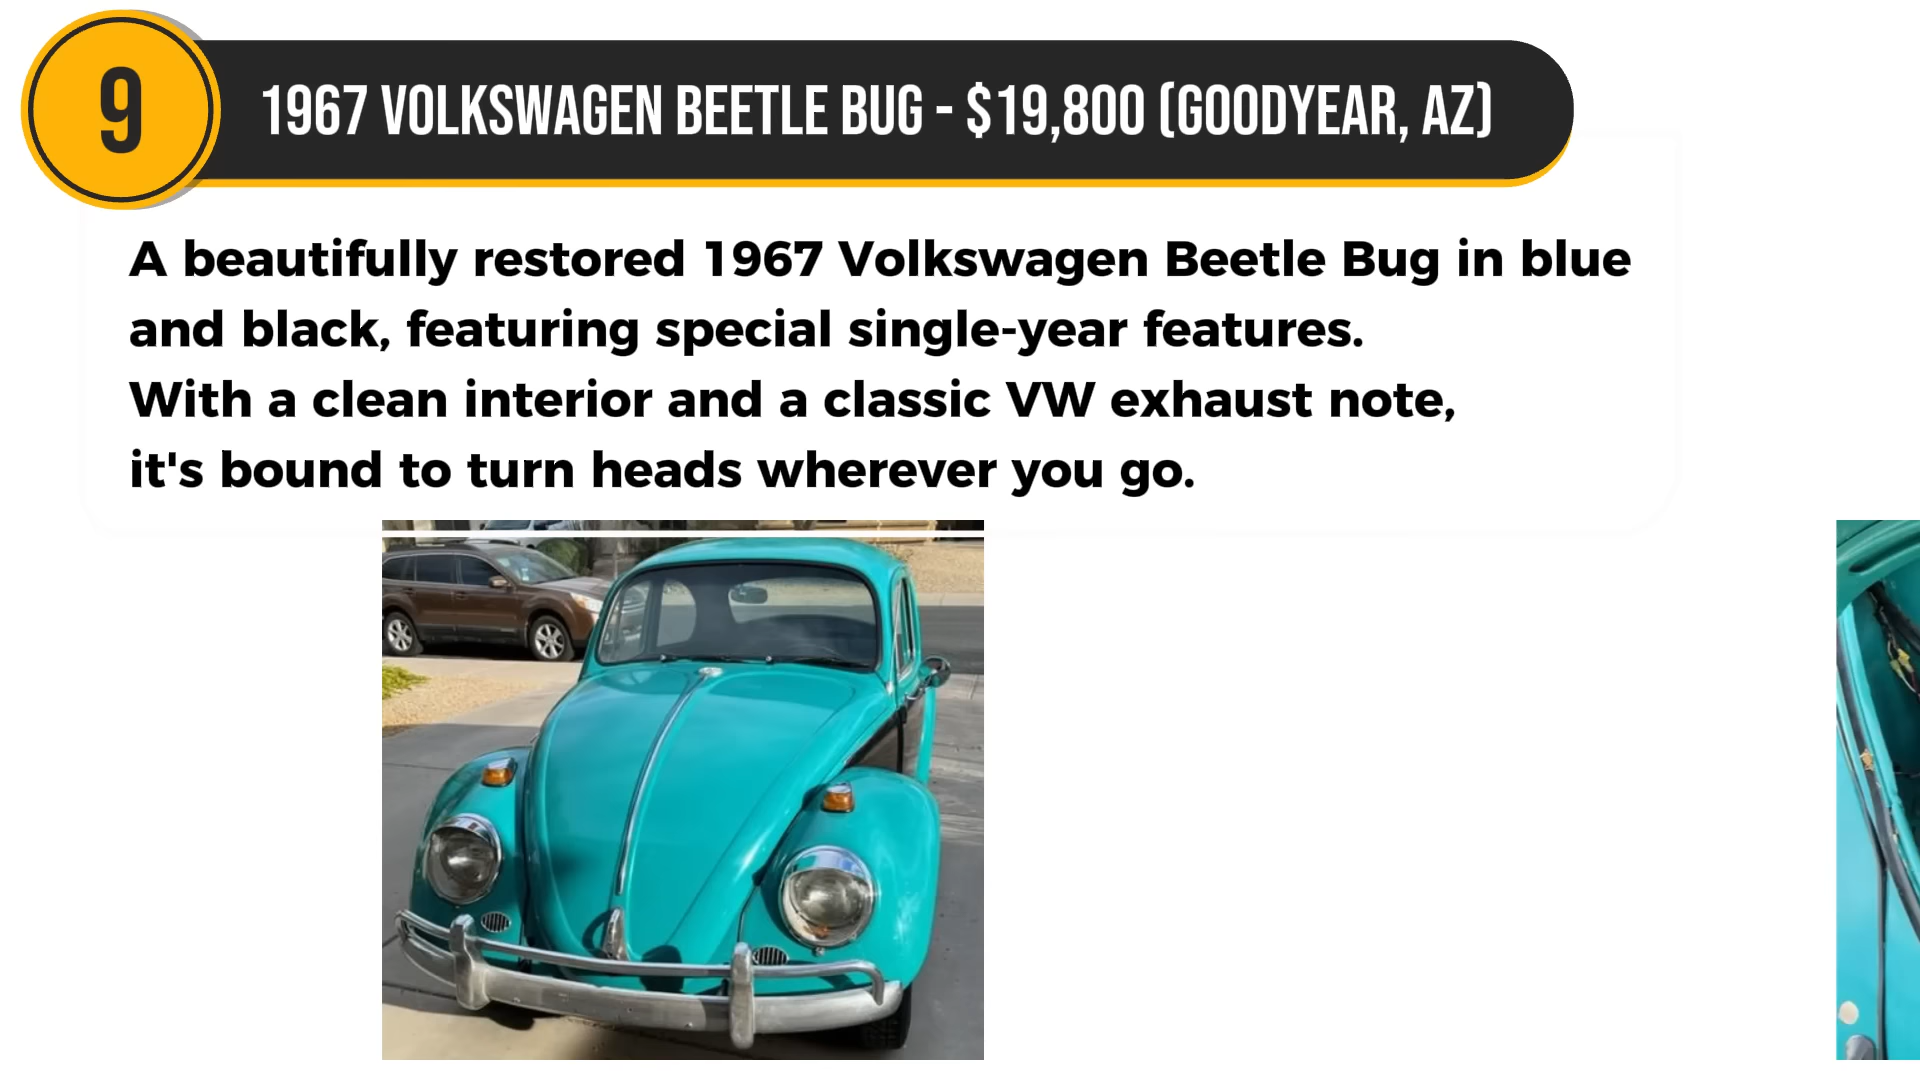 9
1967 VOLKSWAGEN BEETLE BUG - $19,800 (GOODYEAR, AZ)
A beautifully restored 1967 Volkswagen Beetle Bug in blue
and black, featuring special single-year features.
With a clean interior and a classic VW exhaust note,
it's bound to turn heads wherever you go.